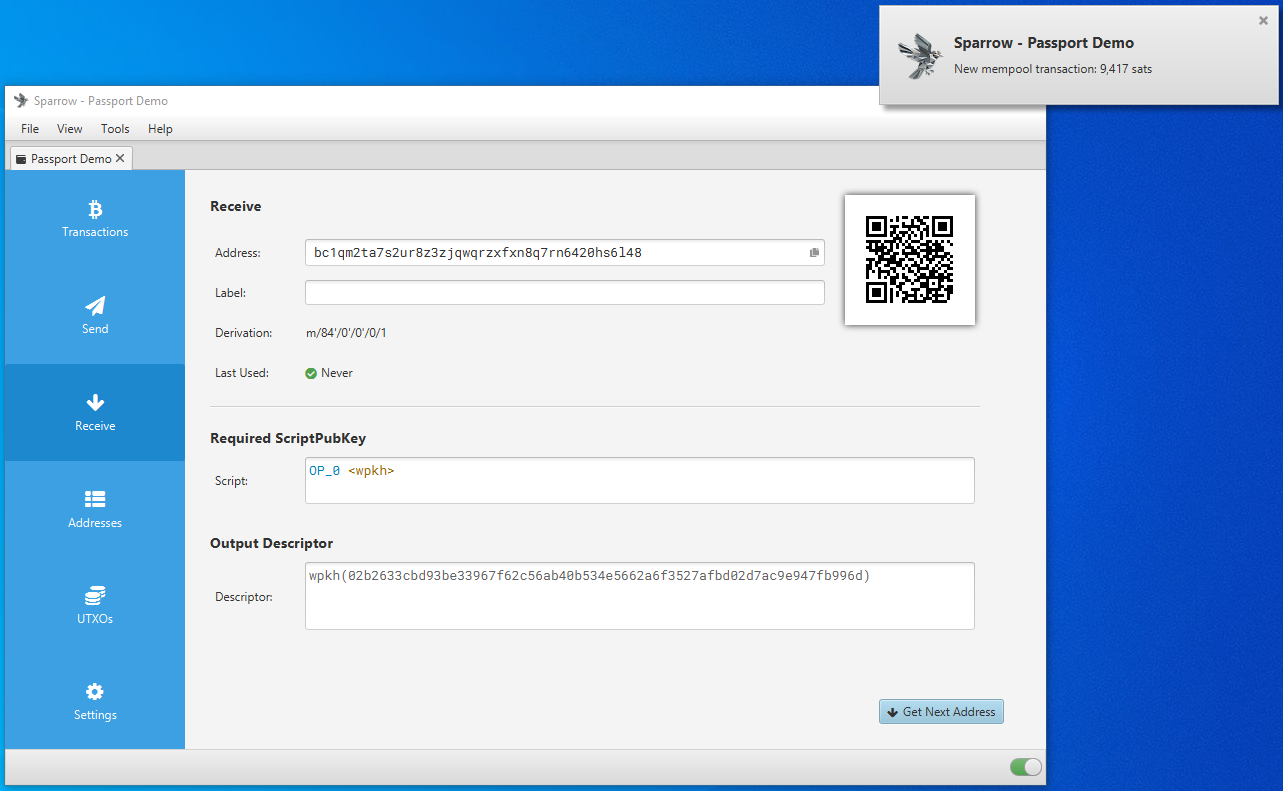 Sparrow - Passport Demo
New mempool transaction: 9,417 sats
Sparrow - Passport Demo
File View Tools Help
Passport Demo
Transactions
Send
Receive
Addresses
UTXOs
Settings
Receive
Address: bc1qm2ta7s2ur8z3zjqwqrzxfxn8q7rn6420hs6l48
Label:
Derivation: m/84'/0'/0'/0/1
Last Used: Never
Required ScriptPubKey
Script: OP_0 <wpkh>
Output Descriptor
Descriptor: wpkh(02b2633cbd93be33967f62c56ab40b534e5662a6f3527afbd02d7ac9e947fb996d)
Get Next Address